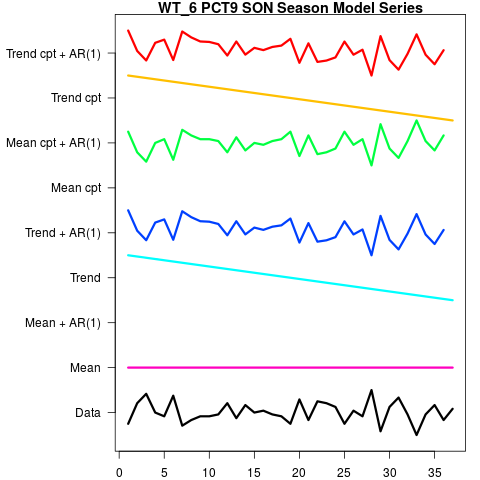 WT_6 PCT9 SON Season Model Series
Trend cpt + AR(1)
Trend cpt
Mean cpt + AR(1)
Mean cpt
Trend + AR(1)
Trend
Mean + AR(1)
Mean
Data
0 5 10 15 20 25 30 35